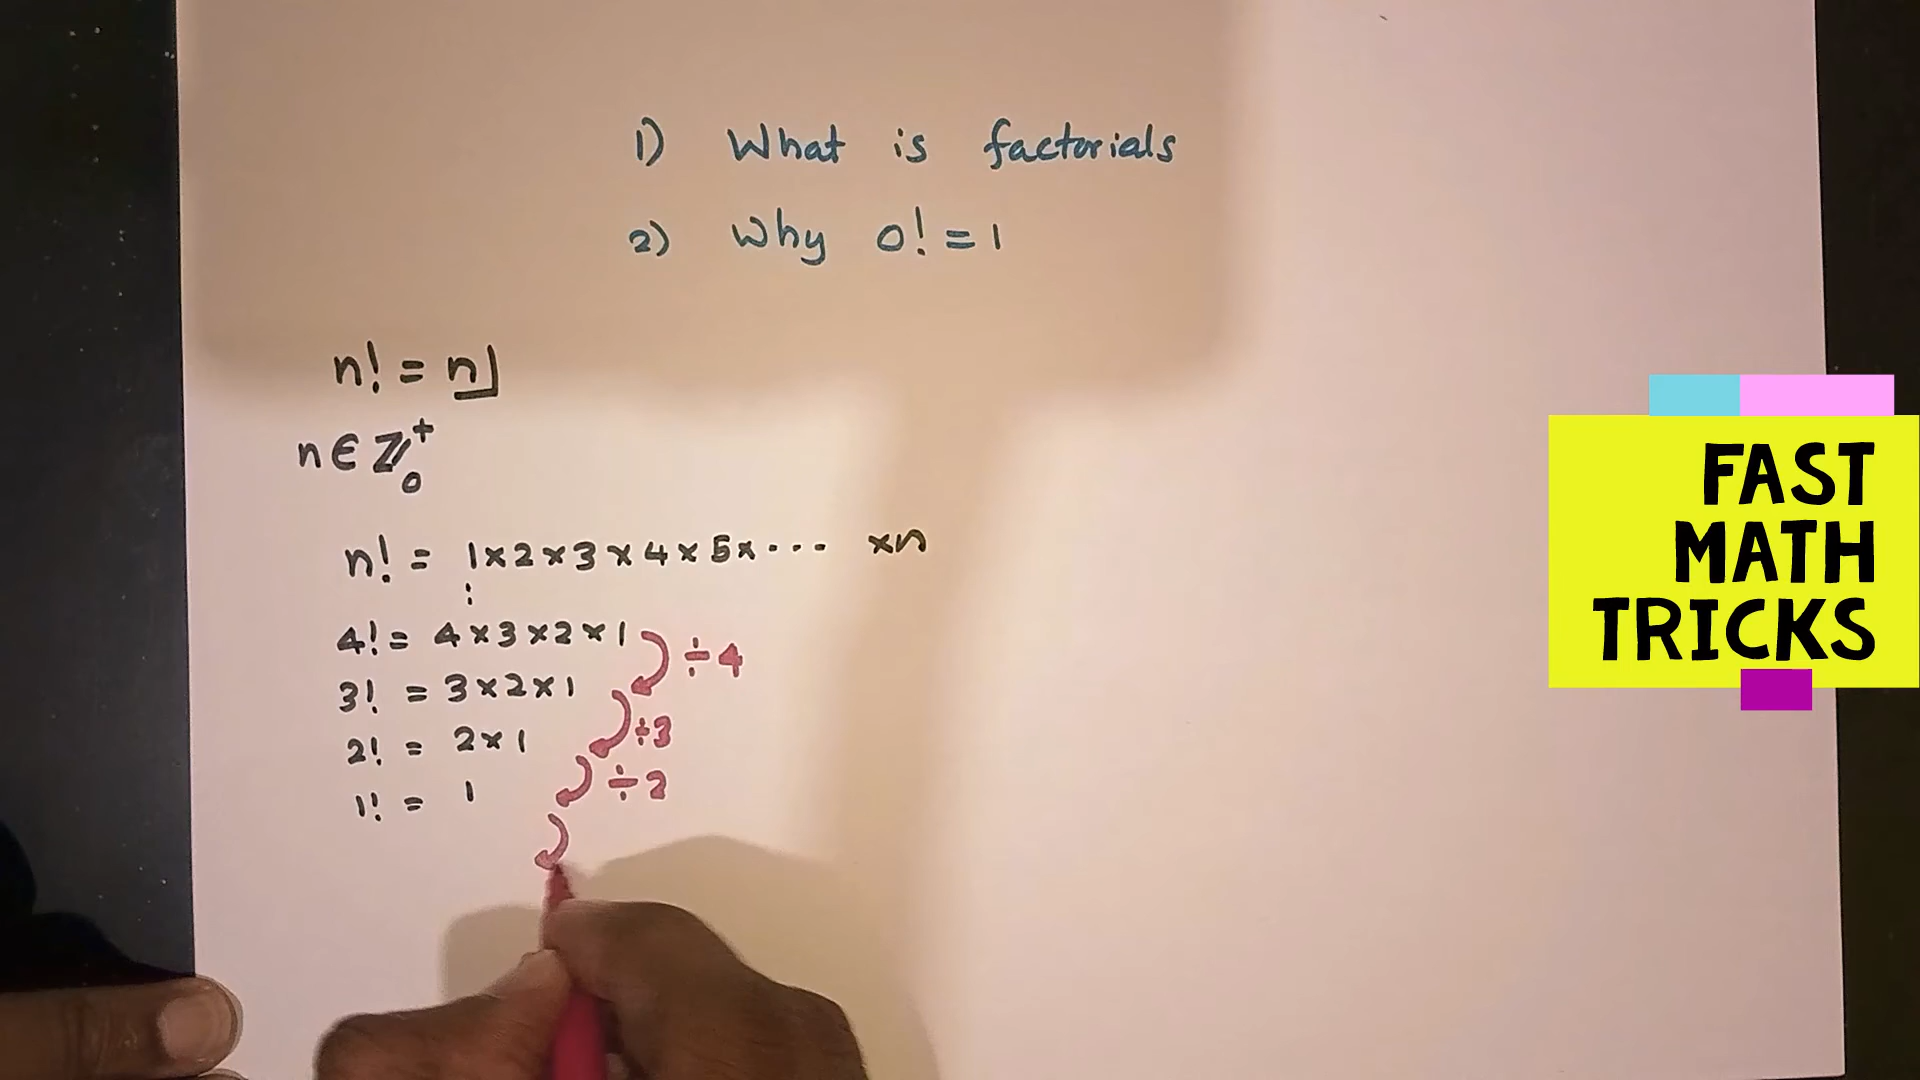 1) What is factorials
2) Why 0! = 1
n! = n⅃
n ∈ ℤ⁺₀
n! = 1 × 2 × 3 × 4 × 5 × ... × n
:
4! = 4 × 3 × 2 × 1
÷ 4
3! = 3 × 2 × 1
÷ 3
2! = 2 × 1
÷ 2
1! = 1
FAST
MATH
TRICKS